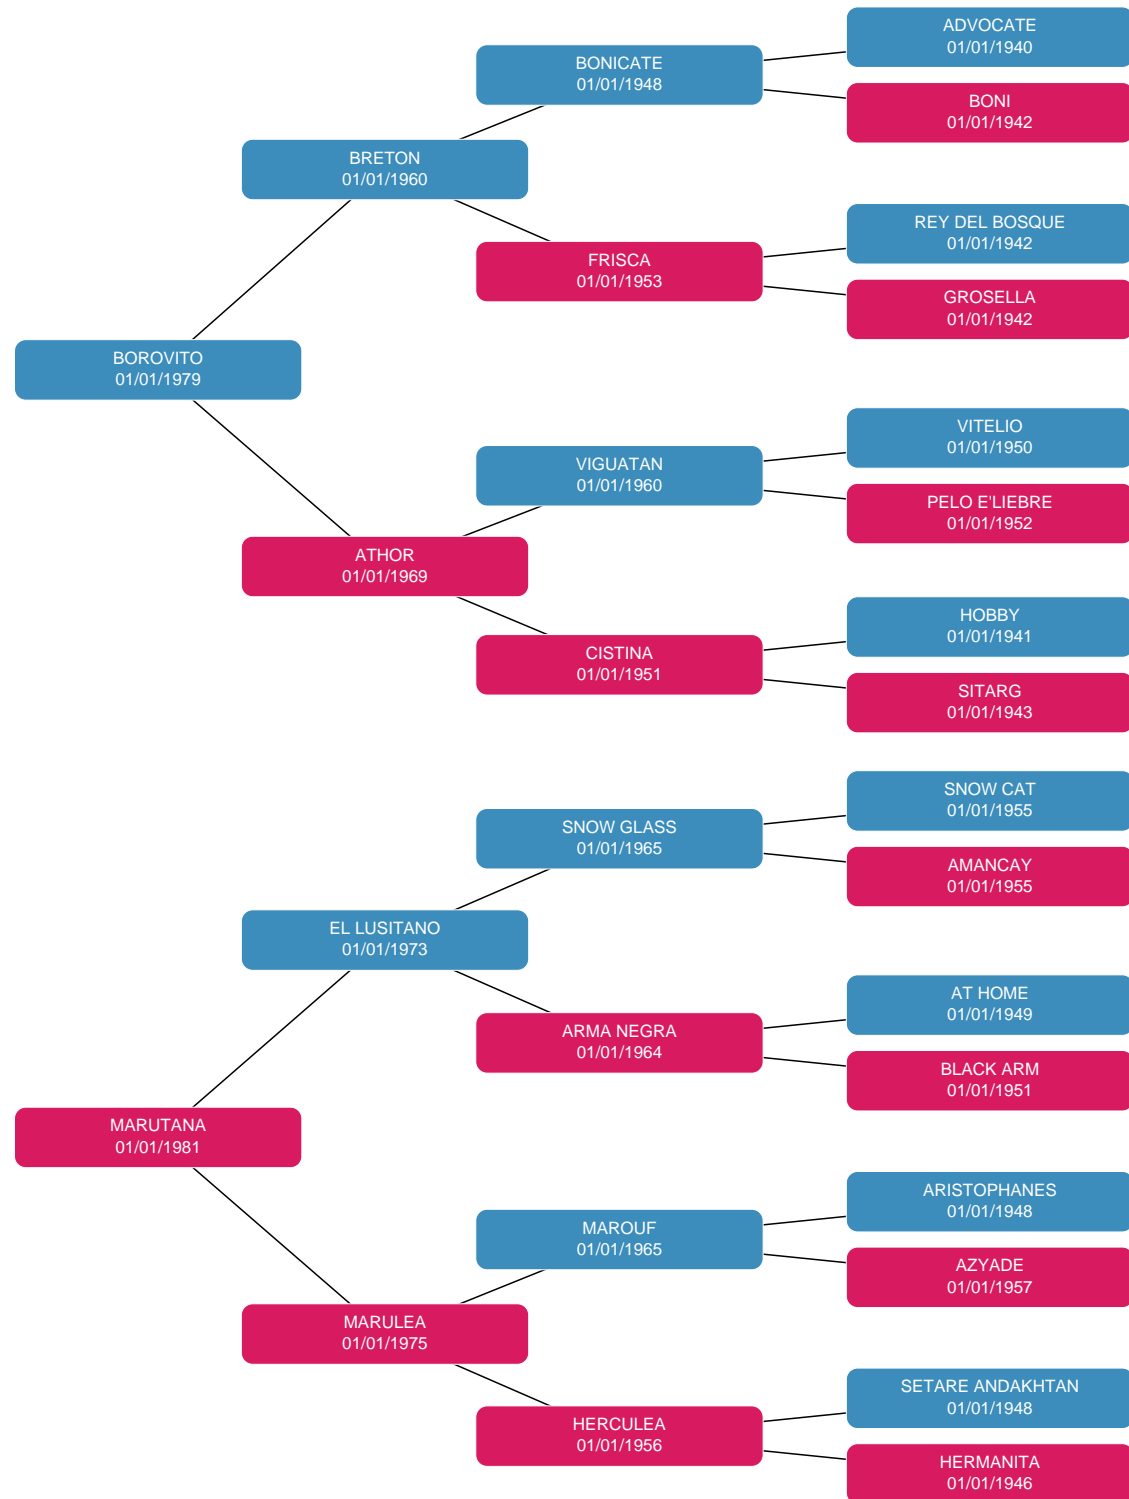 ADVOCATE
01/01/1940
BONICATE
01/01/1948
BONI
01/01/1942
BRETON
01/01/1960
REY DEL BOSQUE
01/01/1942
FRISCA
01/01/1953
GROSELLA
01/01/1942
BOROVITO
01/01/1979
VITELIO
01/01/1950
VIGUATAN
01/01/1960
PELO E'LIEBRE
01/01/1952
ATHOR
01/01/1969
HOBBY
01/01/1941
CISTINA
01/01/1951
SITARG
01/01/1943
SNOW CAT
01/01/1955
SNOW GLASS
01/01/1965
AMANCAY
01/01/1955
EL LUSITANO
01/01/1973
AT HOME
01/01/1949
ARMA NEGRA
01/01/1964
BLACK ARM
01/01/1951
MARUTANA
01/01/1981
ARISTOPHANES
01/01/1948
MAROUF
01/01/1965
AZYADE
01/01/1957
MARULEA
01/01/1975
SETARE ANDAKHTAN
01/01/1948
HERCULEA
01/01/1956
HERMANITA
01/01/1946